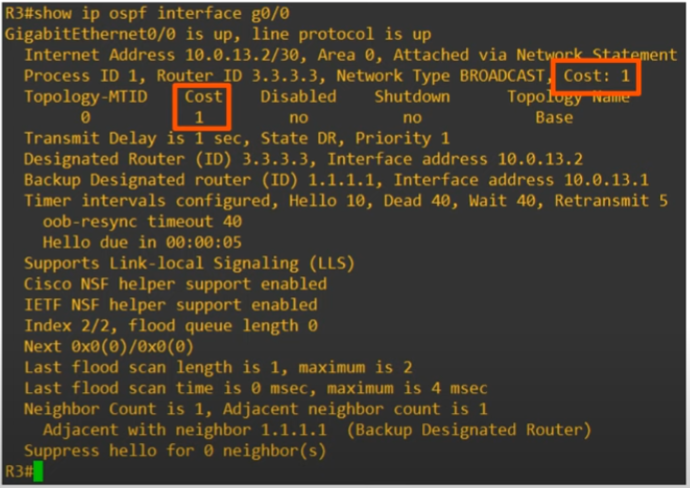 R3#show ip ospf interface g0/0
GigabitEthernet0/0 is up, line protocol is up
Internet Address 10.0.13.2/30, Area 0, Attached via Network Statement
Process ID 1, Router ID 3.3.3.3, Network Type BROADCAST, Cost: 1
Topology-MTID Cost Disabled Shutdown Topology Name
0 1 no no Base
Transmit Delay is 1 sec, State DR, Priority 1
Designated Router (ID) 3.3.3.3, Interface address 10.0.13.2
Backup Designated router (ID) 1.1.1.1, Interface address 10.0.13.1
Timer intervals configured, Hello 10, Dead 40, Wait 40, Retransmit 5
oob-resync timeout 40
Hello due in 00:00:05
Supports Link-local Signaling (LLS)
Cisco NSF helper support enabled
IETF NSF helper support enabled
Index 2/2, flood queue length 0
Next 0x0(0)/0x0(0)
Last flood scan length is 1, maximum is 2
Last flood scan time is 0 msec, maximum is 4 msec
Neighbor Count is 1, Adjacent neighbor count is 1
Adjacent with neighbor 1.1.1.1 (Backup Designated Router)
Suppress hello for 0 neighbor(s)
R3#